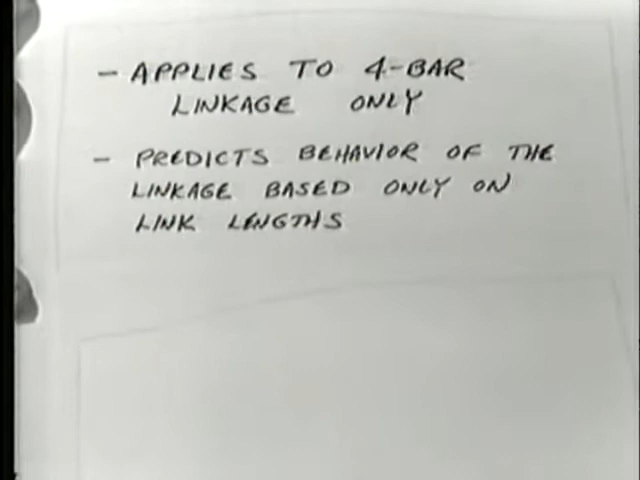 - APPLIES TO 4-BAR
LINKAGE ONLY
- PREDICTS BEHAVIOR OF THE
LINKAGE BASED ONLY ON
LINK LENGTHS